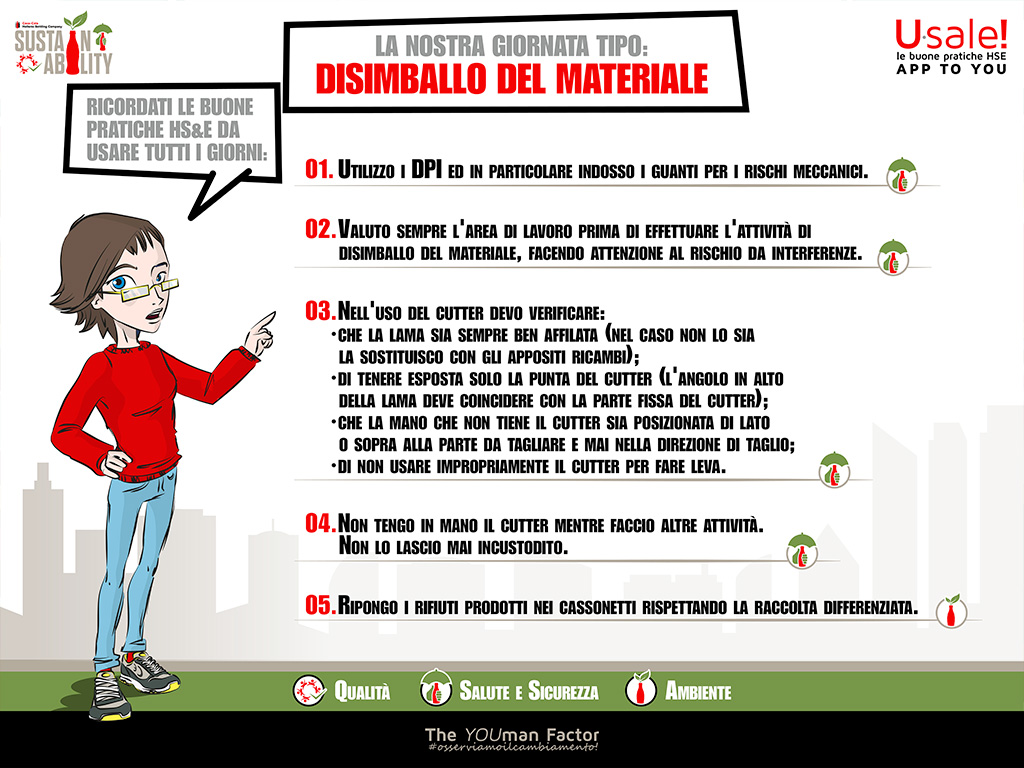 Coca-Cola
Hellenic Bottling Company
SUSTAIN
ABILITY
LA NOSTRA GIORNATA TIPO:
DISIMBALLO DEL MATERIALE
U·sale!
le buone pratiche HSE
APP TO YOU
RICORDATI LE BUONE
PRATICHE HS&E DA
USARE TUTTI I GIORNI:
01. Utilizzo i DPI ed in particolare indosso i guanti per i rischi meccanici.
02. Valuto sempre l'area di lavoro prima di effettuare l'attività di
disimballo del materiale, facendo attenzione al rischio da interferenze.
03. Nell'uso del cutter devo verificare:
·che la lama sia sempre ben affilata (nel caso non lo sia
la sostituisco con gli appositi ricambi);
·di tenere esposta solo la punta del cutter (l'angolo in alto
della lama deve coincidere con la parte fissa del cutter);
·che la mano che non tiene il cutter sia posizionata di lato
o sopra alla parte da tagliare e mai nella direzione di taglio;
·di non usare impropriamente il cutter per fare leva.
04. Non tengo in mano il cutter mentre faccio altre attività.
Non lo lascio mai incustodito.
05. Ripongo i rifiuti prodotti nei cassonetti rispettando la raccolta differenziata.
Qualità
Salute e Sicurezza
Ambiente
The YOUman Factor
#osserviamoilcambiamento!